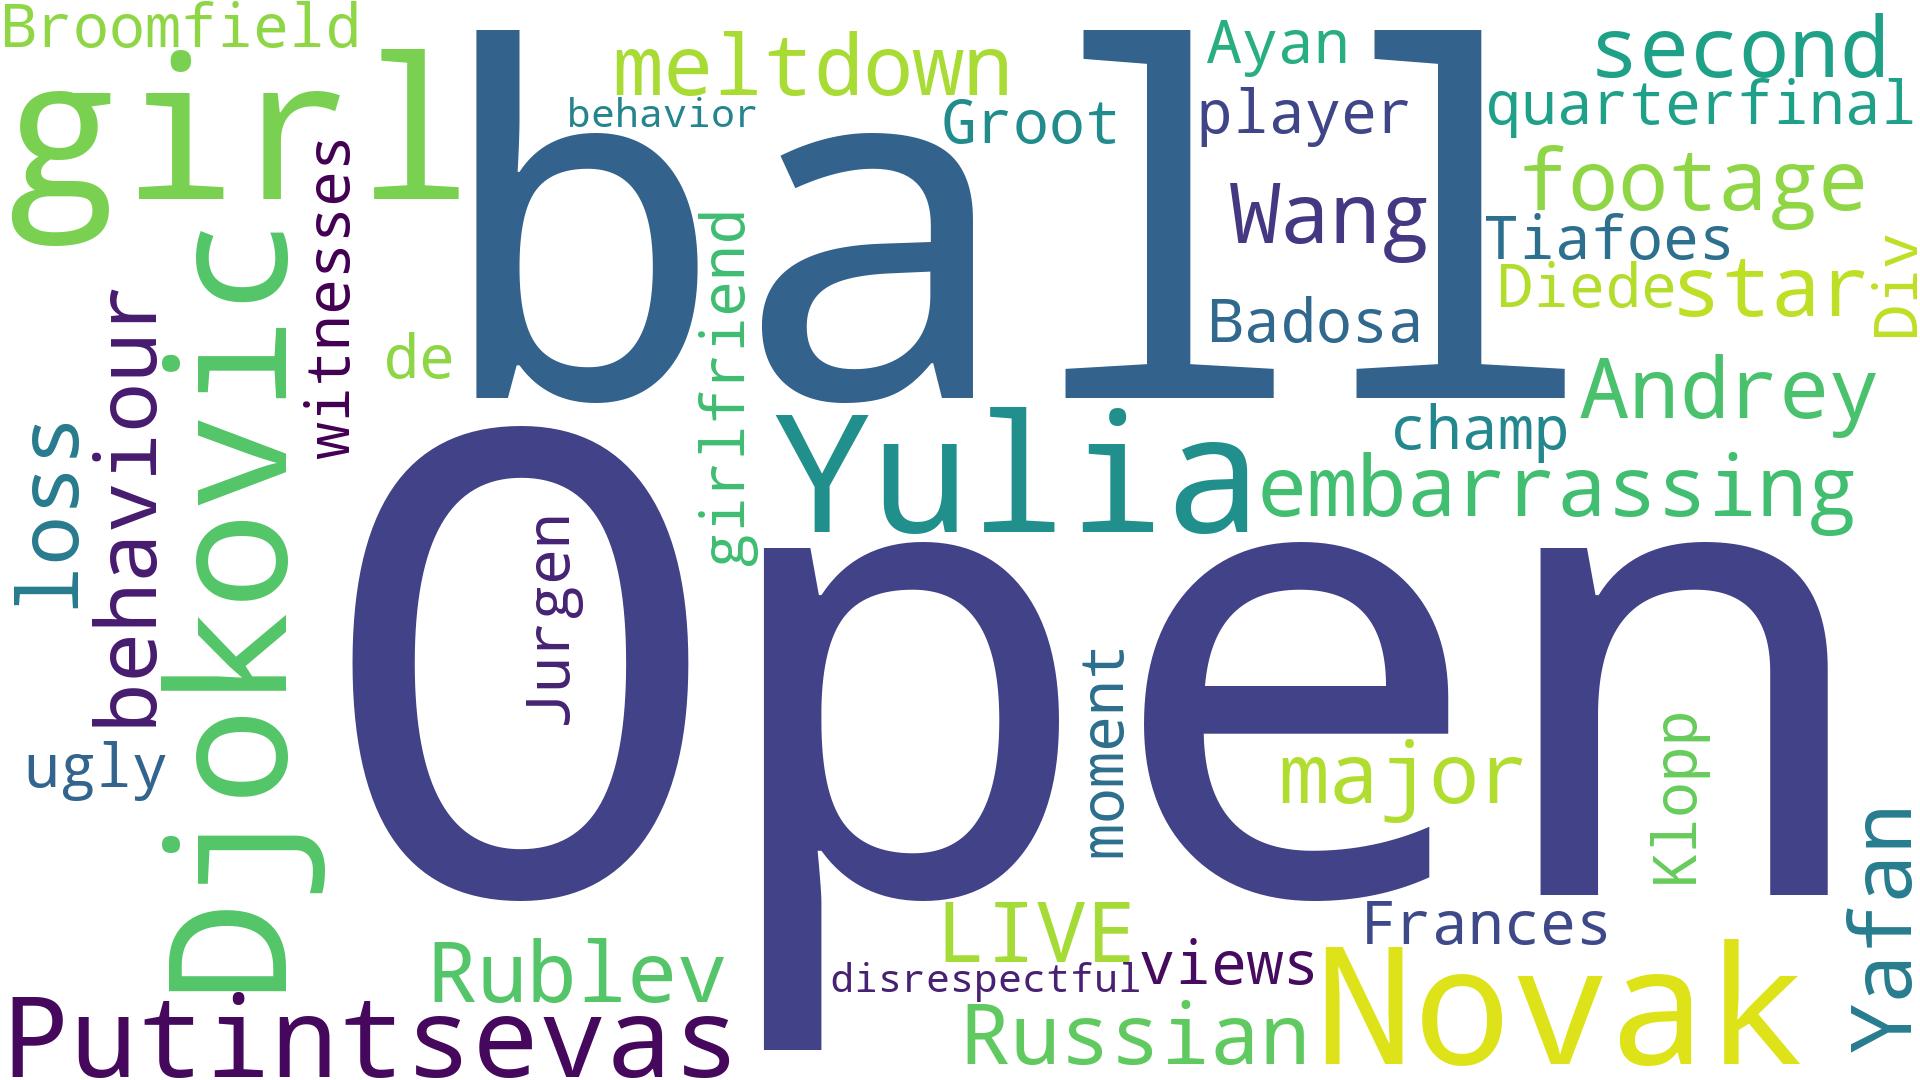 Broomfield
girl
ball
meltdown
behavior
Groot
Ayan
player
second
quarterfinal
footage
Wang
Tiafoes
Diede
star
Div
Badosa
witnesses
de
girlfriend
Djokovic
behaviour
loss
Andrey
champ
Yulia
embarrassing
Open
Jurgen
moment
major
Klopp
ugly
Yafan
Frances
LIVE
views
disrespectful
Rublev
Novak
Putintsevas
Russian